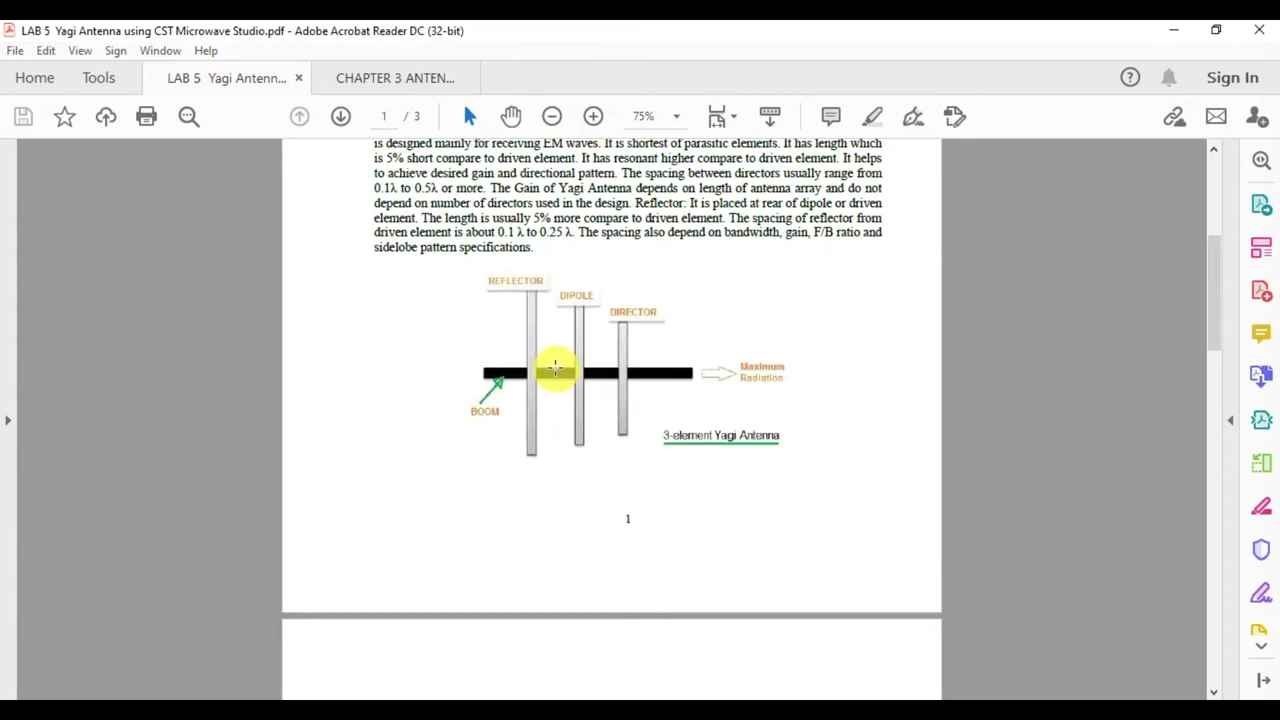 LAB 5  Yagi Antenna using CST Microwave Studio.pdf - Adobe Acrobat Reader DC (32-bit)
File Edit View Sign Window Help
Home Tools LAB 5 Yagi Antenn... × CHAPTER 3 ANTEN... Sign In
1 / 3 75%
is designed mainly for receiving EM waves. It is shortest of parasitic elements. It has length which
is 5% short compare to driven element. It has resonant higher compare to driven element. It helps
to achieve desired gain and directional pattern. The spacing between directors usually range from
0.1λ to 0.5λ or more. The Gain of Yagi Antenna depends on length of antenna array and do not
depend on number of directors used in the design. Reflector: It is placed at rear of dipole or driven
element. The length is usually 5% more compare to driven element. The spacing of reflector from
driven element is about 0.1 λ to 0.25 λ. The spacing also depend on bandwidth, gain, F/B ratio and
sidelobe pattern specifications.
REFLECTOR
DIPOLE
DIRECTOR
Maximum
Radiation
BOOM
3-element Yagi Antenna
1